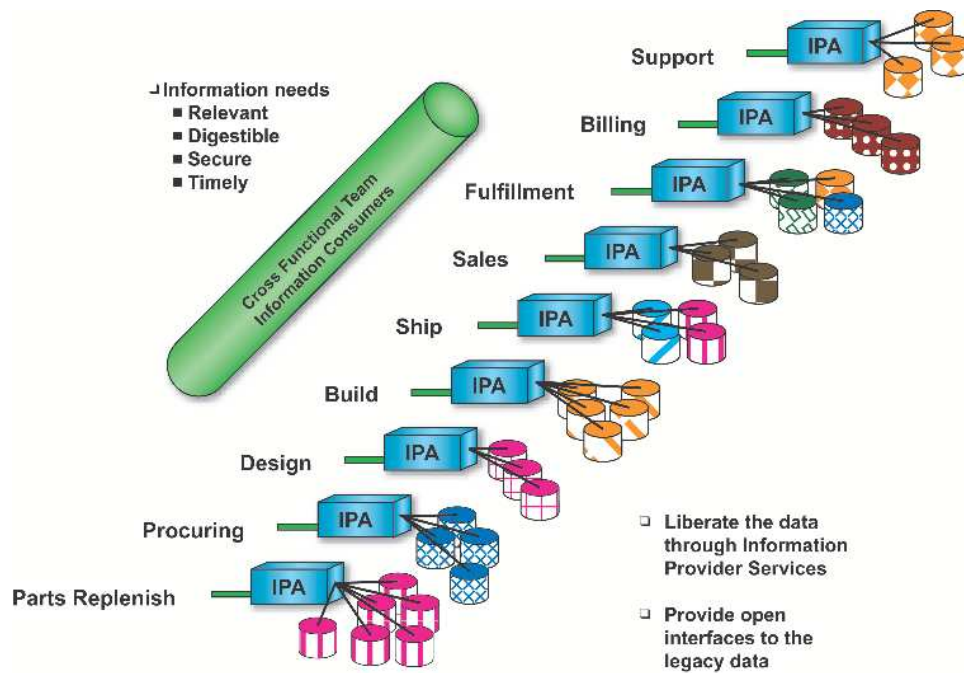 Information needs
Relevant
Digestible
Secure
Timely
Cross Functional Team
Information Consumers
Support
IPA
Billing
IPA
Fulfillment
IPA
Sales
IPA
Ship
IPA
Build
IPA
Design
IPA
Procuring
IPA
Parts Replenish
IPA
Liberate the data
through Information
Provider Services
Provide open
interfaces to the
legacy data